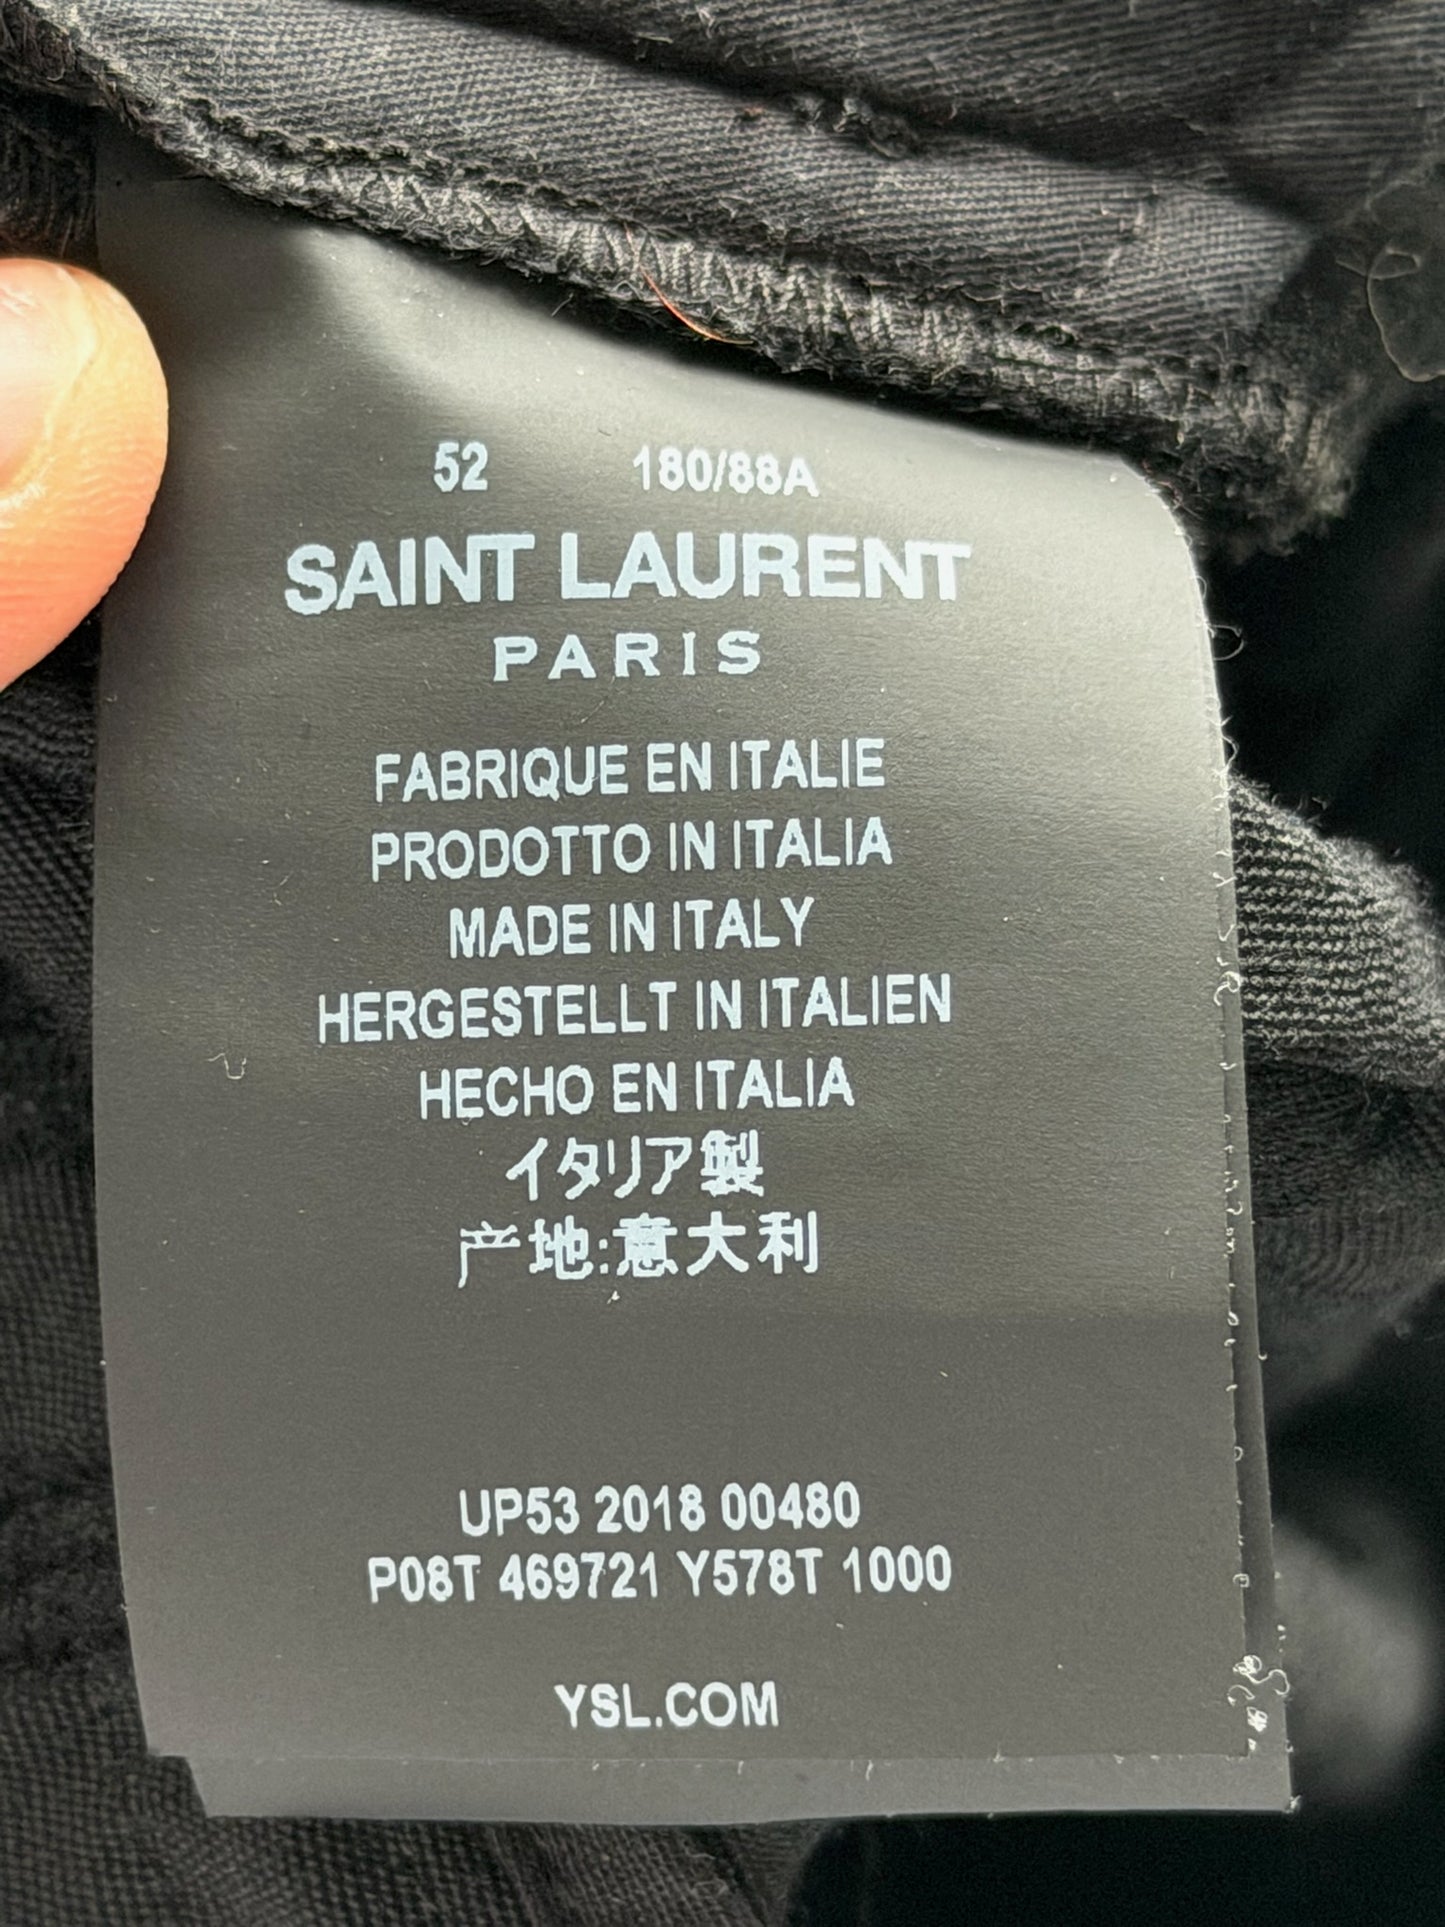 52 180/88A
SAINT LAURENT
PARIS
FABRIQUE EN ITALIE
PRODOTTO IN ITALIA
MADE IN ITALY
HERGESTELLT IN ITALIEN
HECHO EN ITALIA
イタリア製
产地:意大利
UP53 2018 00480
P08T 469721 Y578T 1000
YSL.COM